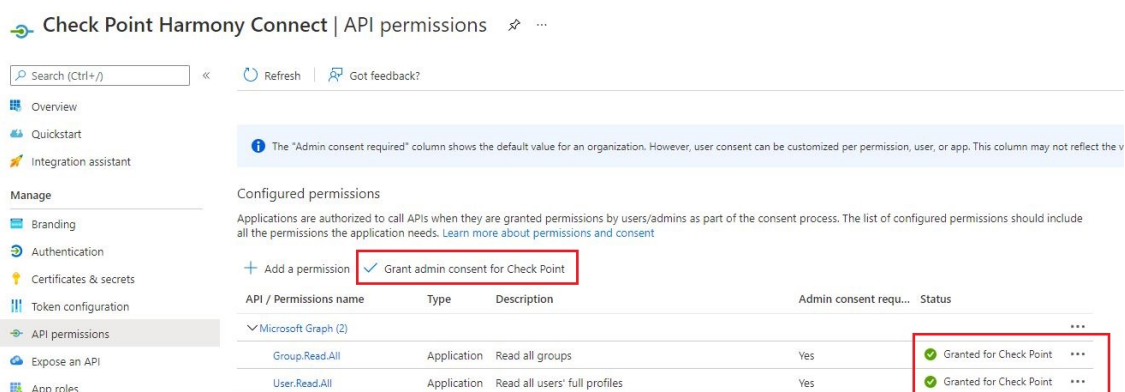 Check Point Harmony Connect | API permissions
Search (Ctrl+/)
«
Refresh
Got feedback?
Overview
Quickstart
Integration assistant
The "Admin consent required" column shows the default value for an organization. However, user consent can be customized per permission, user, or app. This column may not reflect the v
Manage
Configured permissions
Branding
Applications are authorized to call APIs when they are granted permissions by users/admins as part of the consent process. The list of configured permissions should include
all the permissions the application needs. Learn more about permissions and consent
Authentication
Certificates & secrets
Add a permission
Grant admin consent for Check Point
Token configuration
API / Permissions name Type Description Admin consent requ... Status
API permissions
Microsoft Graph (2)
Expose an API
Group.Read.All Application Read all groups Yes Granted for Check Point
App roles
User.Read.All Application Read all users' full profiles Yes Granted for Check Point